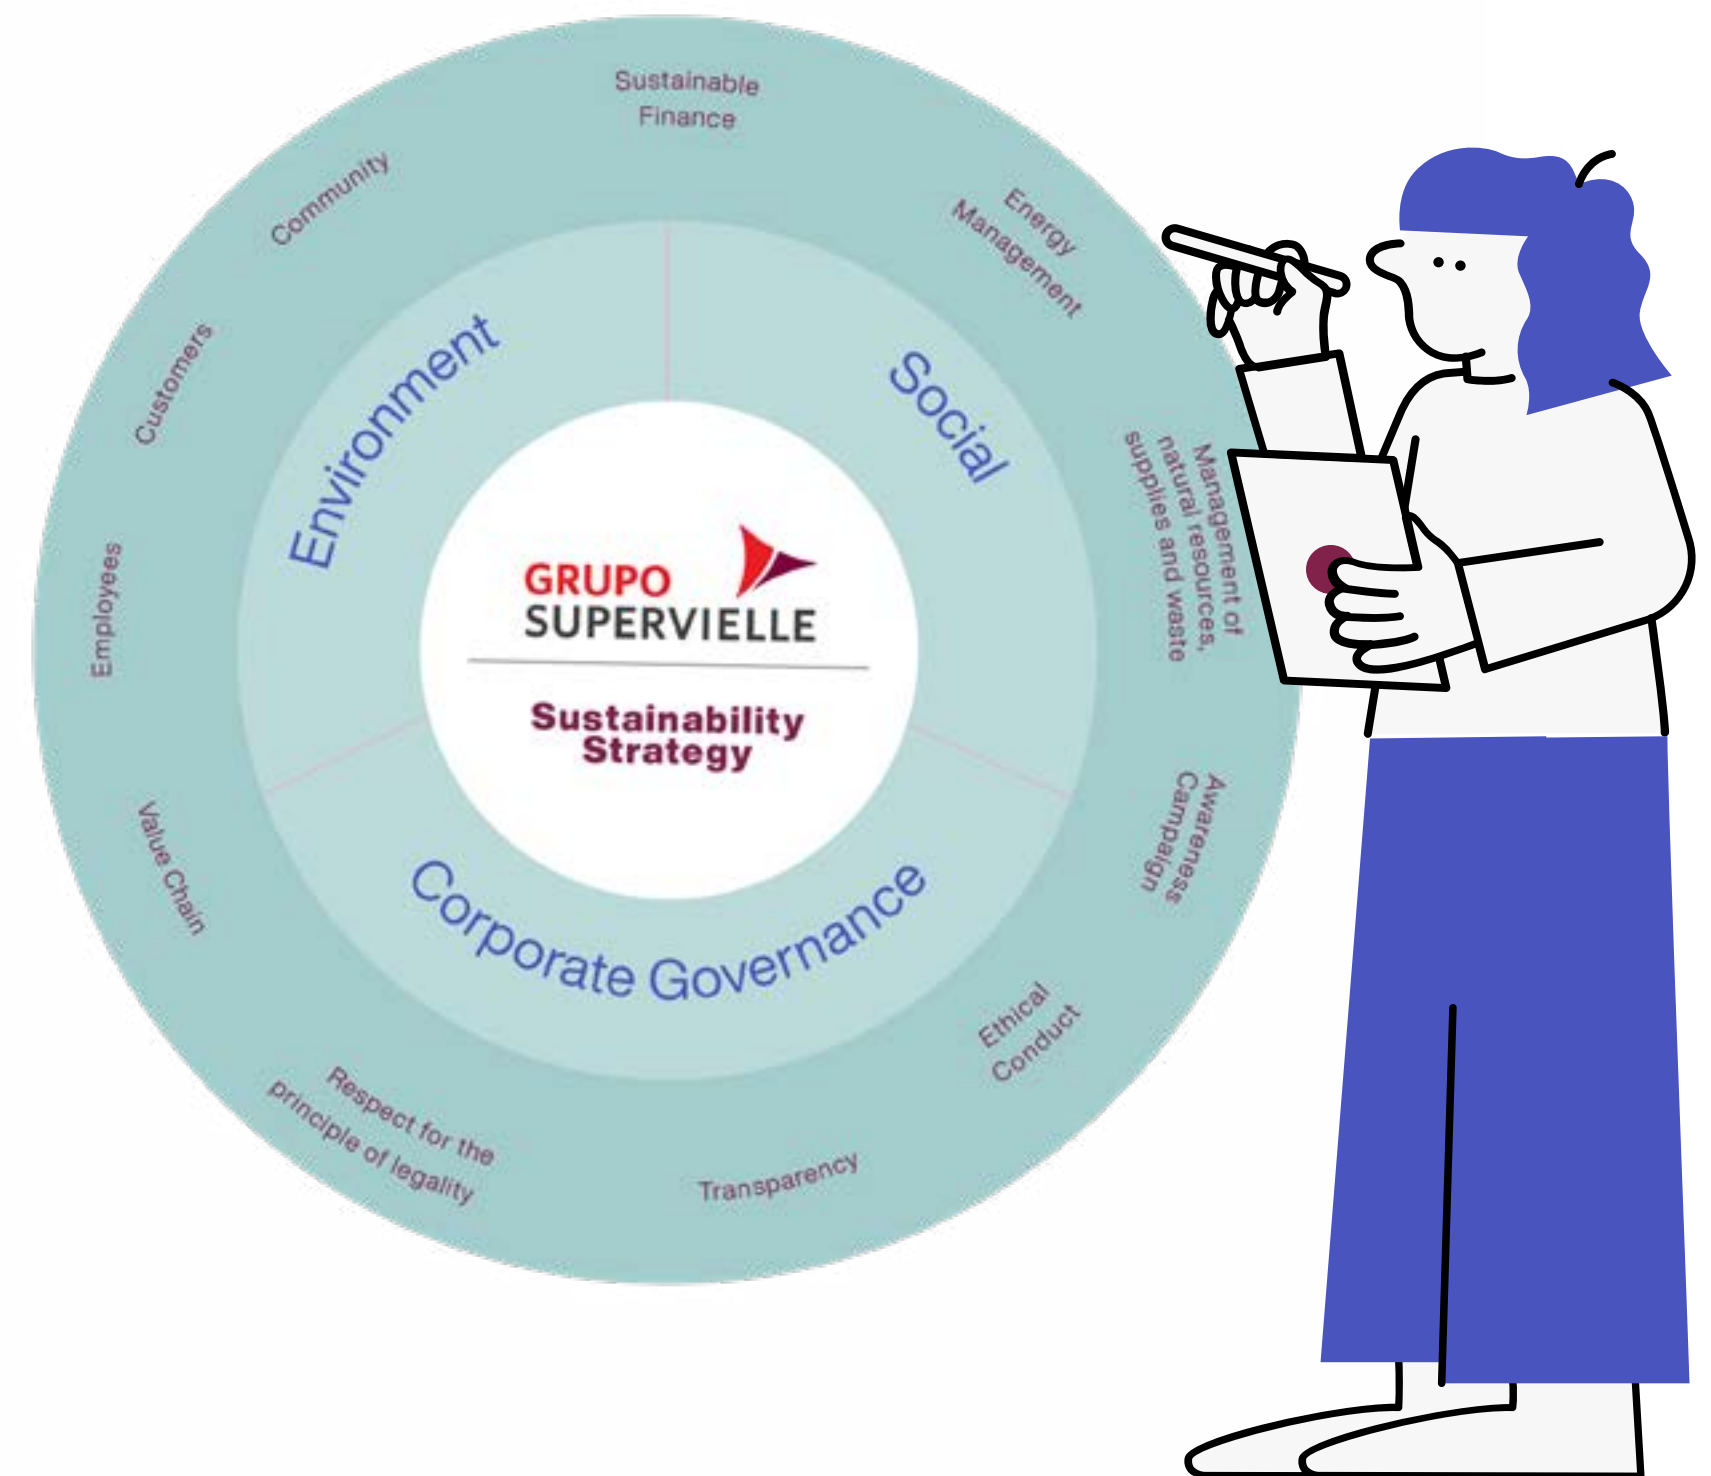 Sustainable
Finance
Energy
Management
Management of
natural resources,
supplies and waste
Awareness
Campaign
Ethical
Conduct
Transparency
Respect for the
principle of legality
Value Chain
Employees
Customers
Community
Environment
Social
Corporate Governance
GRUPO
SUPERVIELLE
Sustainability
Strategy